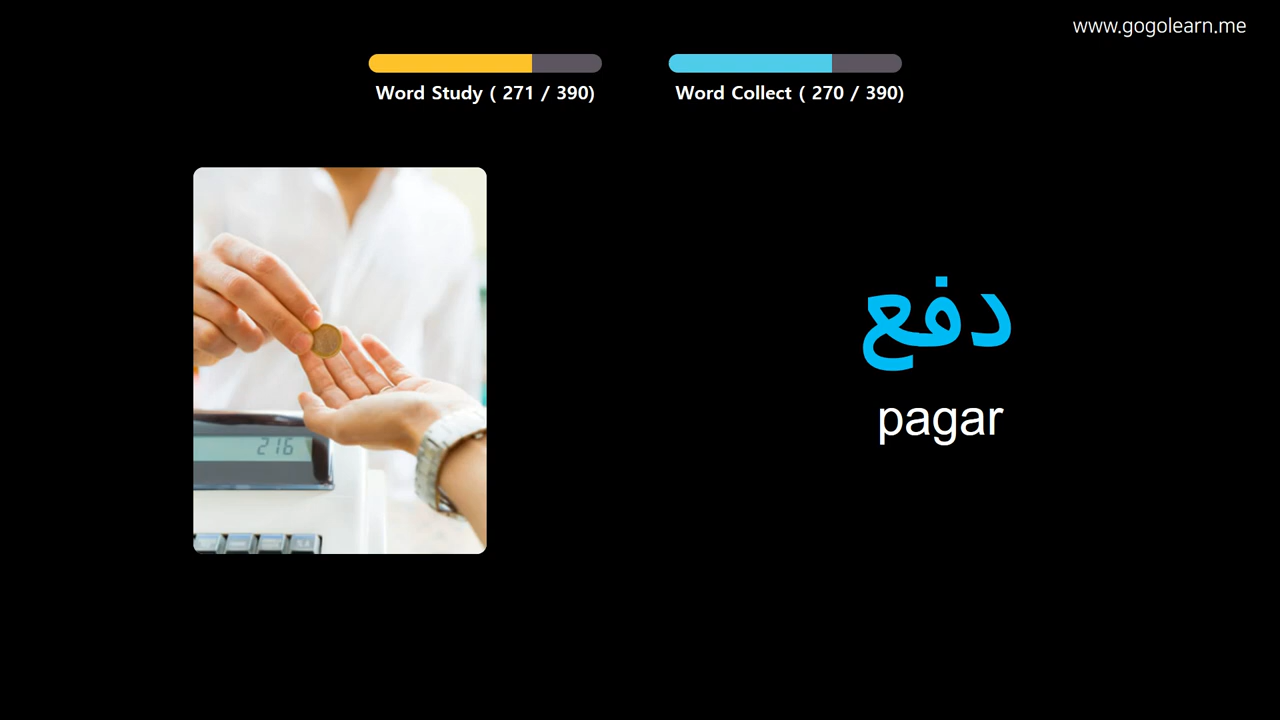 www.gogolearn.me
Word Study ( 271 / 390)
Word Collect ( 270 / 390)
دفع
pagar
216